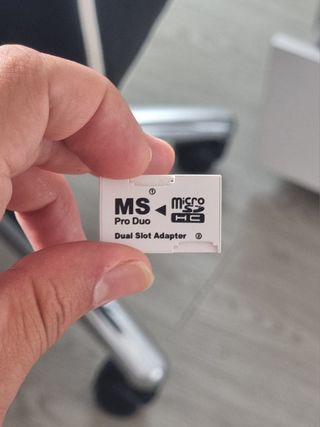 ①
MS ◄ micro SD HC
Pro Duo
Dual Slot Adapter ②